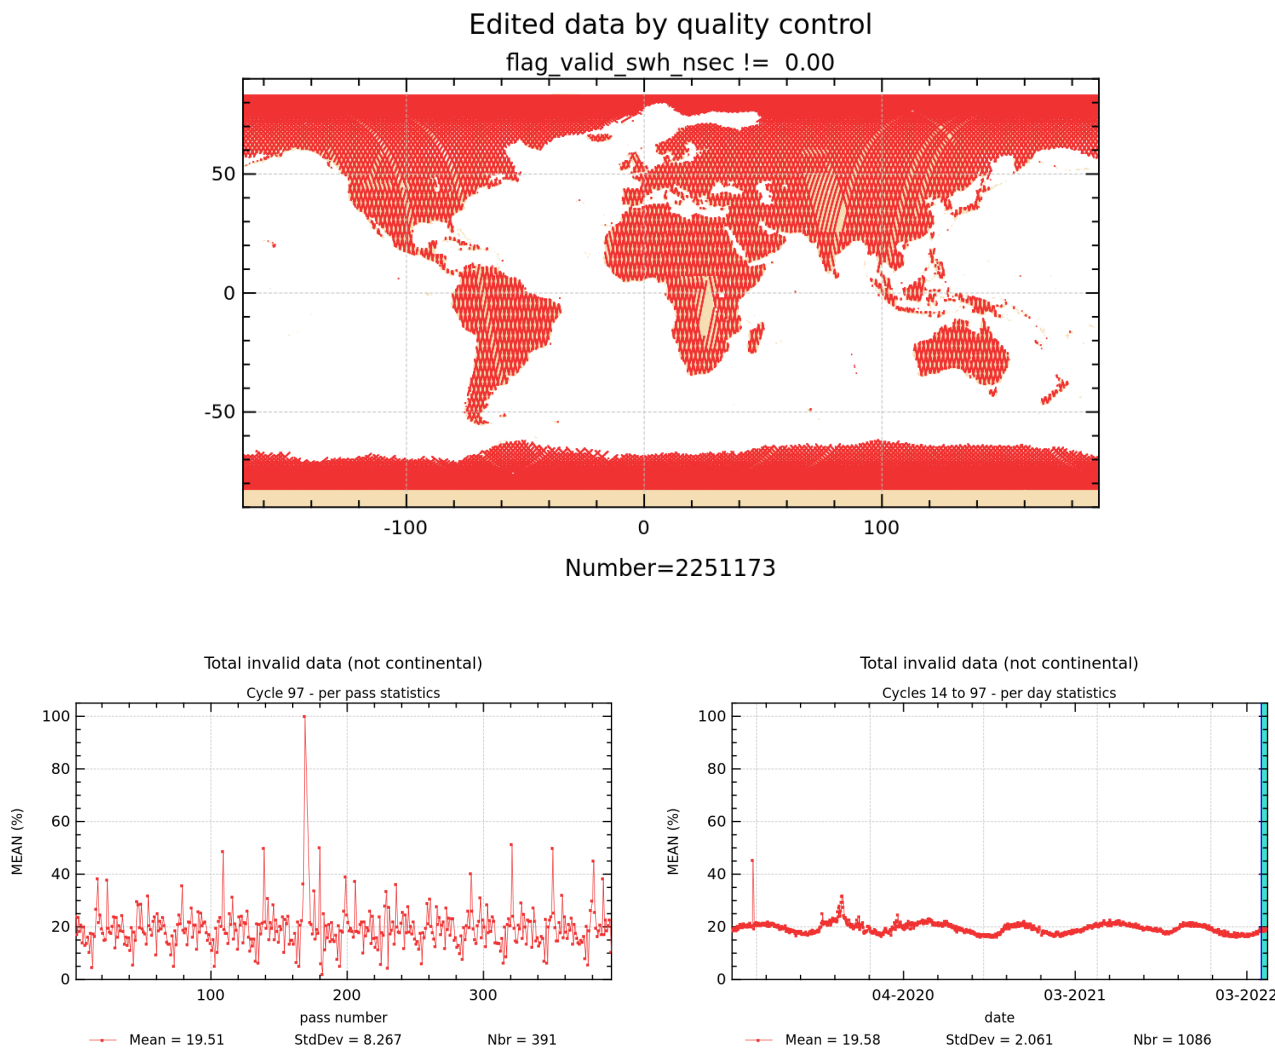 Edited data by quality control
flag_valid_swh_nsec != 0.00
50
0
-50
-100 0 100
Number=2251173
Total invalid data (not continental)
Cycle 97 - per pass statistics
100
80
60
40
20
0
MEAN (%)
100 200 300
pass number
Mean = 19.51 StdDev = 8.267 Nbr = 391
Total invalid data (not continental)
Cycles 14 to 97 - per day statistics
100
80
60
40
20
0
MEAN (%)
04-2020 03-2021 03-2022
date
Mean = 19.58 StdDev = 2.061 Nbr = 1086